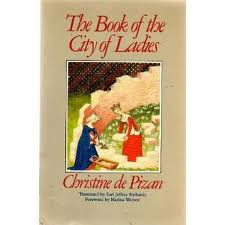 The Book of the
City of Ladies
Christine de Pizan
Translated by Earl Jeffrey Richards
Foreword by Marina Warner